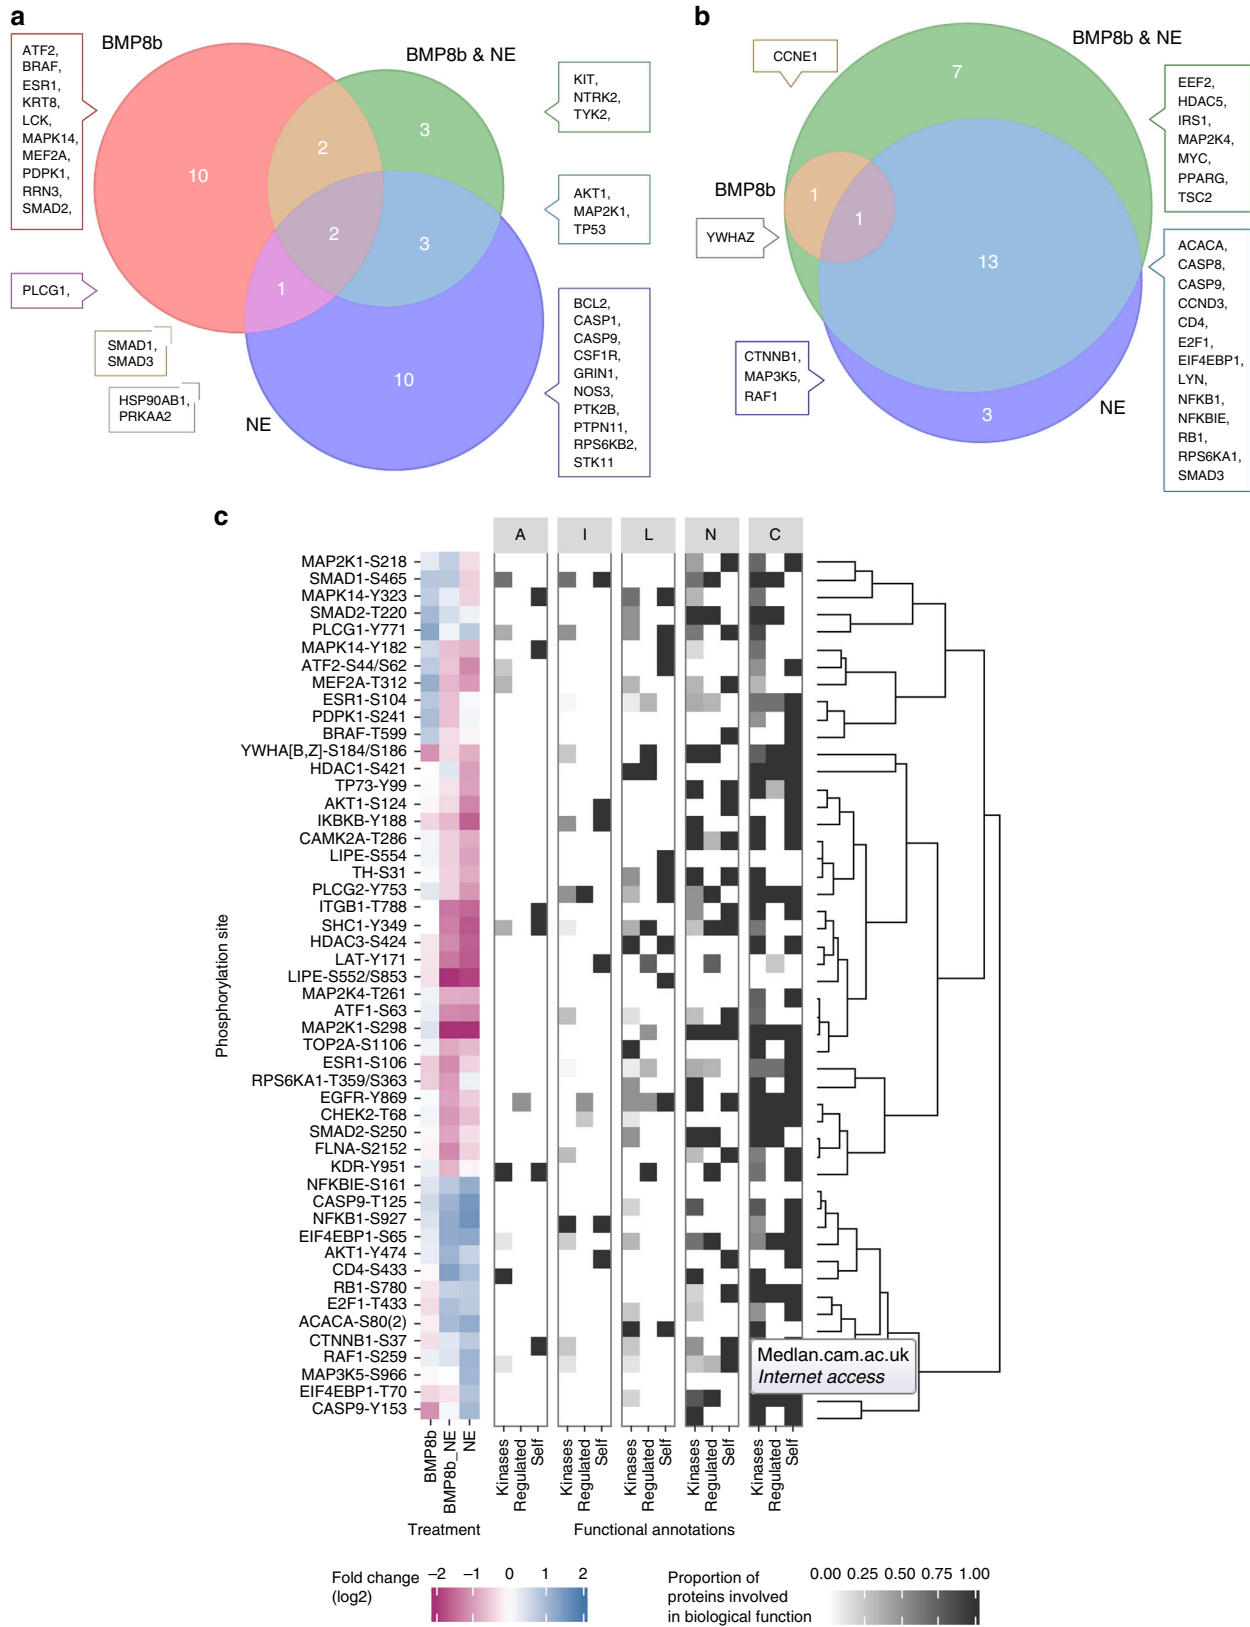 a
BMP8b
BMP8b & NE
NE
ATF2,
BRAF,
ESR1,
KRT8,
LCK,
MAPK14,
MEF2A,
PDPK1,
RRN3,
SMAD2,
PLCG1,
SMAD1,
SMAD3
HSP90AB1,
PRKAA2
10
2
3
2
3
1
10
KIT,
NTRK2,
TYK2,
AKT1,
MAP2K1,
TP53
BCL2,
CASP1,
CASP9,
CSF1R,
GRIN1,
NOS3,
PTK2B,
PTPN11,
RPS6KB2,
STK11
b
BMP8b & NE
BMP8b
NE
CCNE1
YWHAZ
CTNNB1,
MAP3K5,
RAF1
7
1
1
13
3
EEF2,
HDAC5,
IRS1,
MAP2K4,
MYC,
PPARG,
TSC2
ACACA,
CASP8,
CASP9,
CCND3,
CD4,
E2F1,
EIF4EBP1,
LYN,
NFKB1,
NFKBIE,
RB1,
RPS6KA1,
SMAD3
c
A I L N C
Phosphorylation site
MAP2K1-S218
SMAD1-S465
MAPK14-Y323
SMAD2-T220
PLCG1-Y771
MAPK14-Y182
ATF2-S44/S62
MEF2A-T312
ESR1-S104
PDPK1-S241
BRAF-T599
YWHA[B,Z]-S184/S186
HDAC1-S421
TP73-Y99
AKT1-S124
IKBKB-Y188
CAMK2A-T286
LIPE-S554
TH-S31
PLCG2-Y753
ITGB1-T788
SHC1-Y349
HDAC3-S424
LAT-Y171
LIPE-S552/S853
MAP2K4-T261
ATF1-S63
MAP2K1-S298
TOP2A-S1106
ESR1-S106
RPS6KA1-T359/S363
EGFR-Y869
CHEK2-T68
SMAD2-S250
FLNA-S2152
KDR-Y951
NFKBIE-S161
CASP9-T125
NFKB1-S927
EIF4EBP1-S65
AKT1-Y474
CD4-S433
RB1-S780
E2F1-T433
ACACA-S80(2)
CTNNB1-S37
RAF1-S259
MAP3K5-S966
EIF4EBP1-T70
CASP9-Y153
Medlan.cam.ac.uk
Internet access
BMP8b
BMP8b_NE
NE
Kinases
Regulated
Self
Kinases
Regulated
Self
Kinases
Regulated
Self
Kinases
Regulated
Self
Kinases
Regulated
Self
Treatment
Functional annotations
Fold change
(log2)
−2 −1 0 1 2
Proportion of
proteins involved
in biological function
0.00 0.25 0.50 0.75 1.00